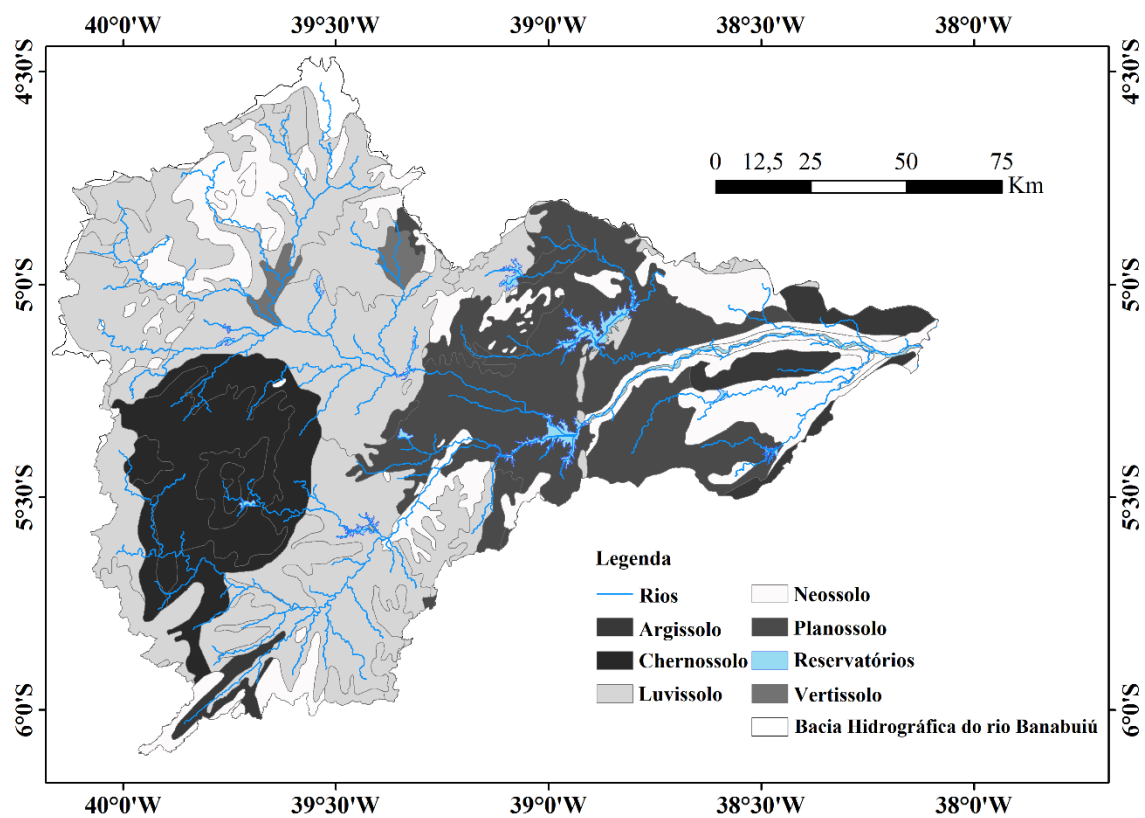 40°0'W 39°30'W 39°0'W 38°30'W 38°0'W
4°30'S 4°30'S
0 12,5 25 50 75
Km
5°0'S 5°0'S
5°30'S 5°30'S
Legenda
Rios Neossolo
Argissolo Planossolo
Chernossolo Reservatórios
Luvissolo Vertissolo
Bacia Hidrográfica do rio Banabuiú
6°0'S 6°0'S
40°0'W 39°30'W 39°0'W 38°30'W 38°0'W